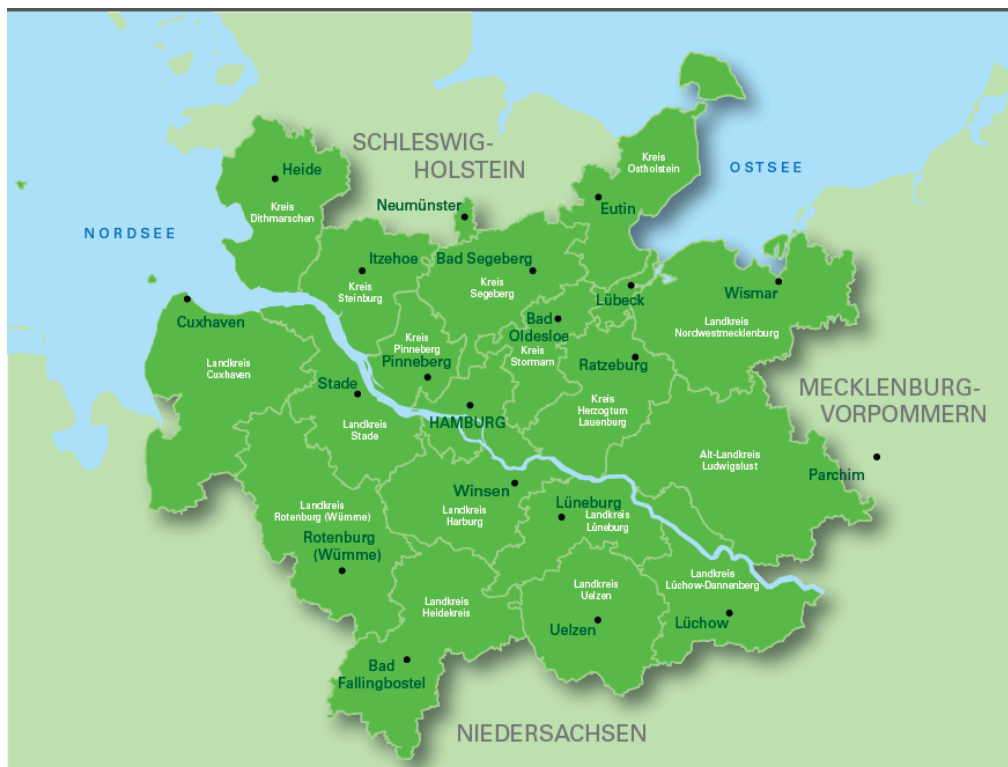 SCHLESWIG-
HOLSTEIN
Kreis
Ostholstein
OSTSEE
Heide
Kreis
Dithmarschen
Neumünster
Eutin
NORDSEE
Itzehoe
Kreis
Steinburg
Bad Segeberg
Kreis
Segeberg
Lübeck
Wismar
Landkreis
Nordwestmecklenburg
Cuxhaven
Landkreis
Cuxhaven
Bad
Oldesloe
Kreis
Stormarn
Kreis
Pinneberg
Pinneberg
Ratzeburg
Kreis
Herzogtum
Lauenburg
MECKLENBURG-
VORPOMMERN
Stade
Landkreis
Stade
HAMBURG
Alt-Landkreis
Ludwigslust
Parchim
Winsen
Landkreis
Harburg
Lüneburg
Landkreis
Lüneburg
Landkreis
Rotenburg (Wümme)
Rotenburg
(Wümme)
Landkreis
Heidekreis
Landkreis
Uelzen
Uelzen
Landkreis
Lüchow-Dannenberg
Lüchow
Bad
Fallingbostel
NIEDERSACHSEN